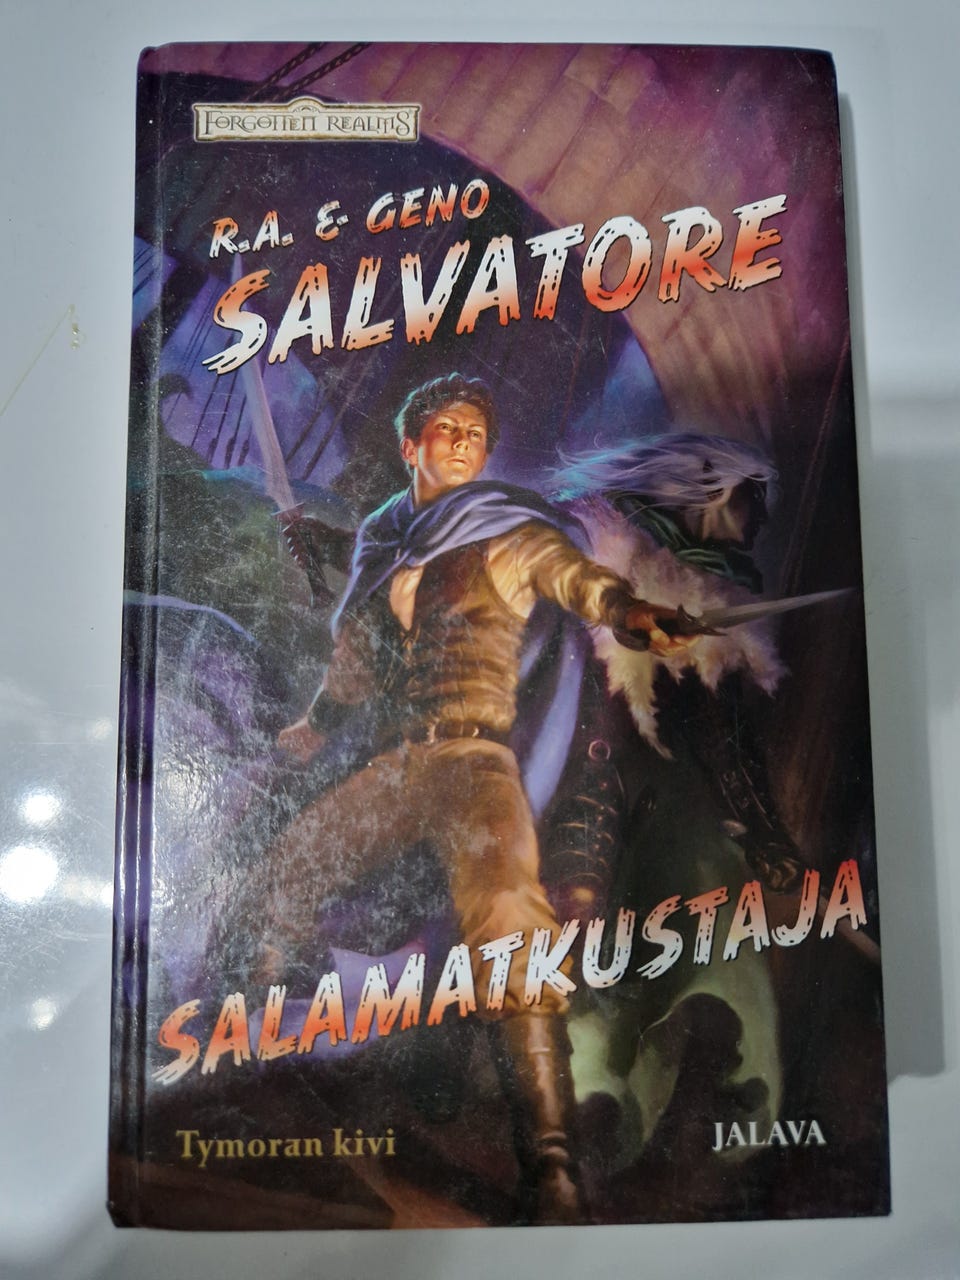 FORGOTTEN REALMS
R.A. & GENO
SALVATORE
SALAMATKUSTAJA
Tymoran kivi
JALAVA